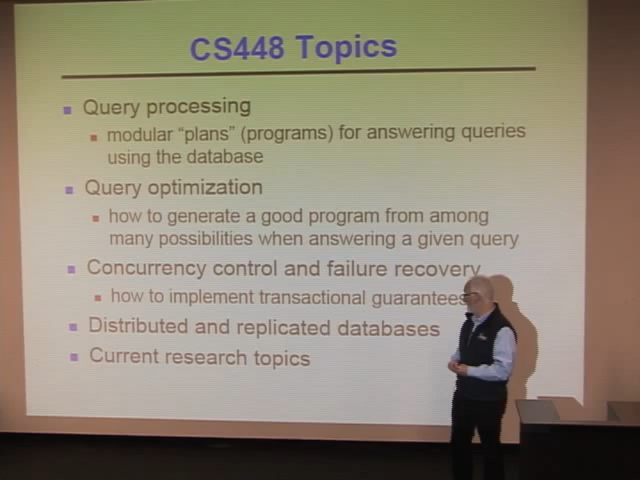 CS448 Topics
Query processing
modular “plans” (programs) for answering queries
using the database
Query optimization
how to generate a good program from among
many possibilities when answering a given query
Concurrency control and failure recovery
how to implement transactional guarantees
Distributed and replicated databases
Current research topics